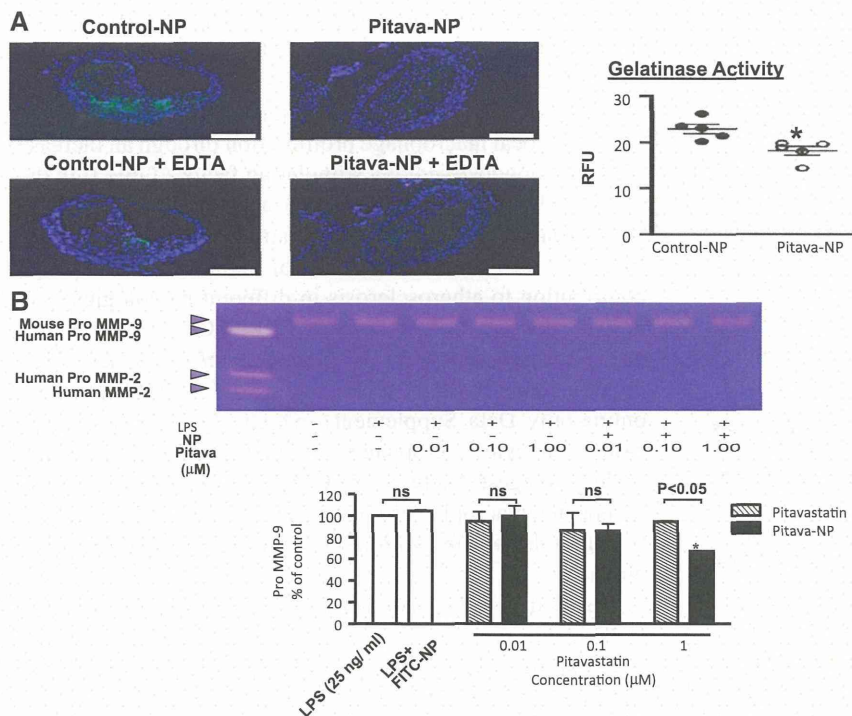 A
Control-NP
Pitava-NP
Control-NP + EDTA
Pitava-NP + EDTA
Gelatinase Activity
30
20
10
0
RFU
*
Control-NP
Pitava-NP
B
Mouse Pro MMP-9
Human Pro MMP-9
Human Pro MMP-2
Human MMP-2
LPS - + + + + + + +
NP - - - - - + + +
Pitava - - 0.01 0.10 1.00 0.01 0.10 1.00
(μM)
Pro MMP-9
% of control
120
100
80
60
40
20
0
ns
ns
ns
P<0.05
*
Pitavastatin
Pitava-NP
LPS (25 ng/ ml)
LPS+
FITC-NP
0.01 0.1 1
Pitavastatin
Concentration (μM)